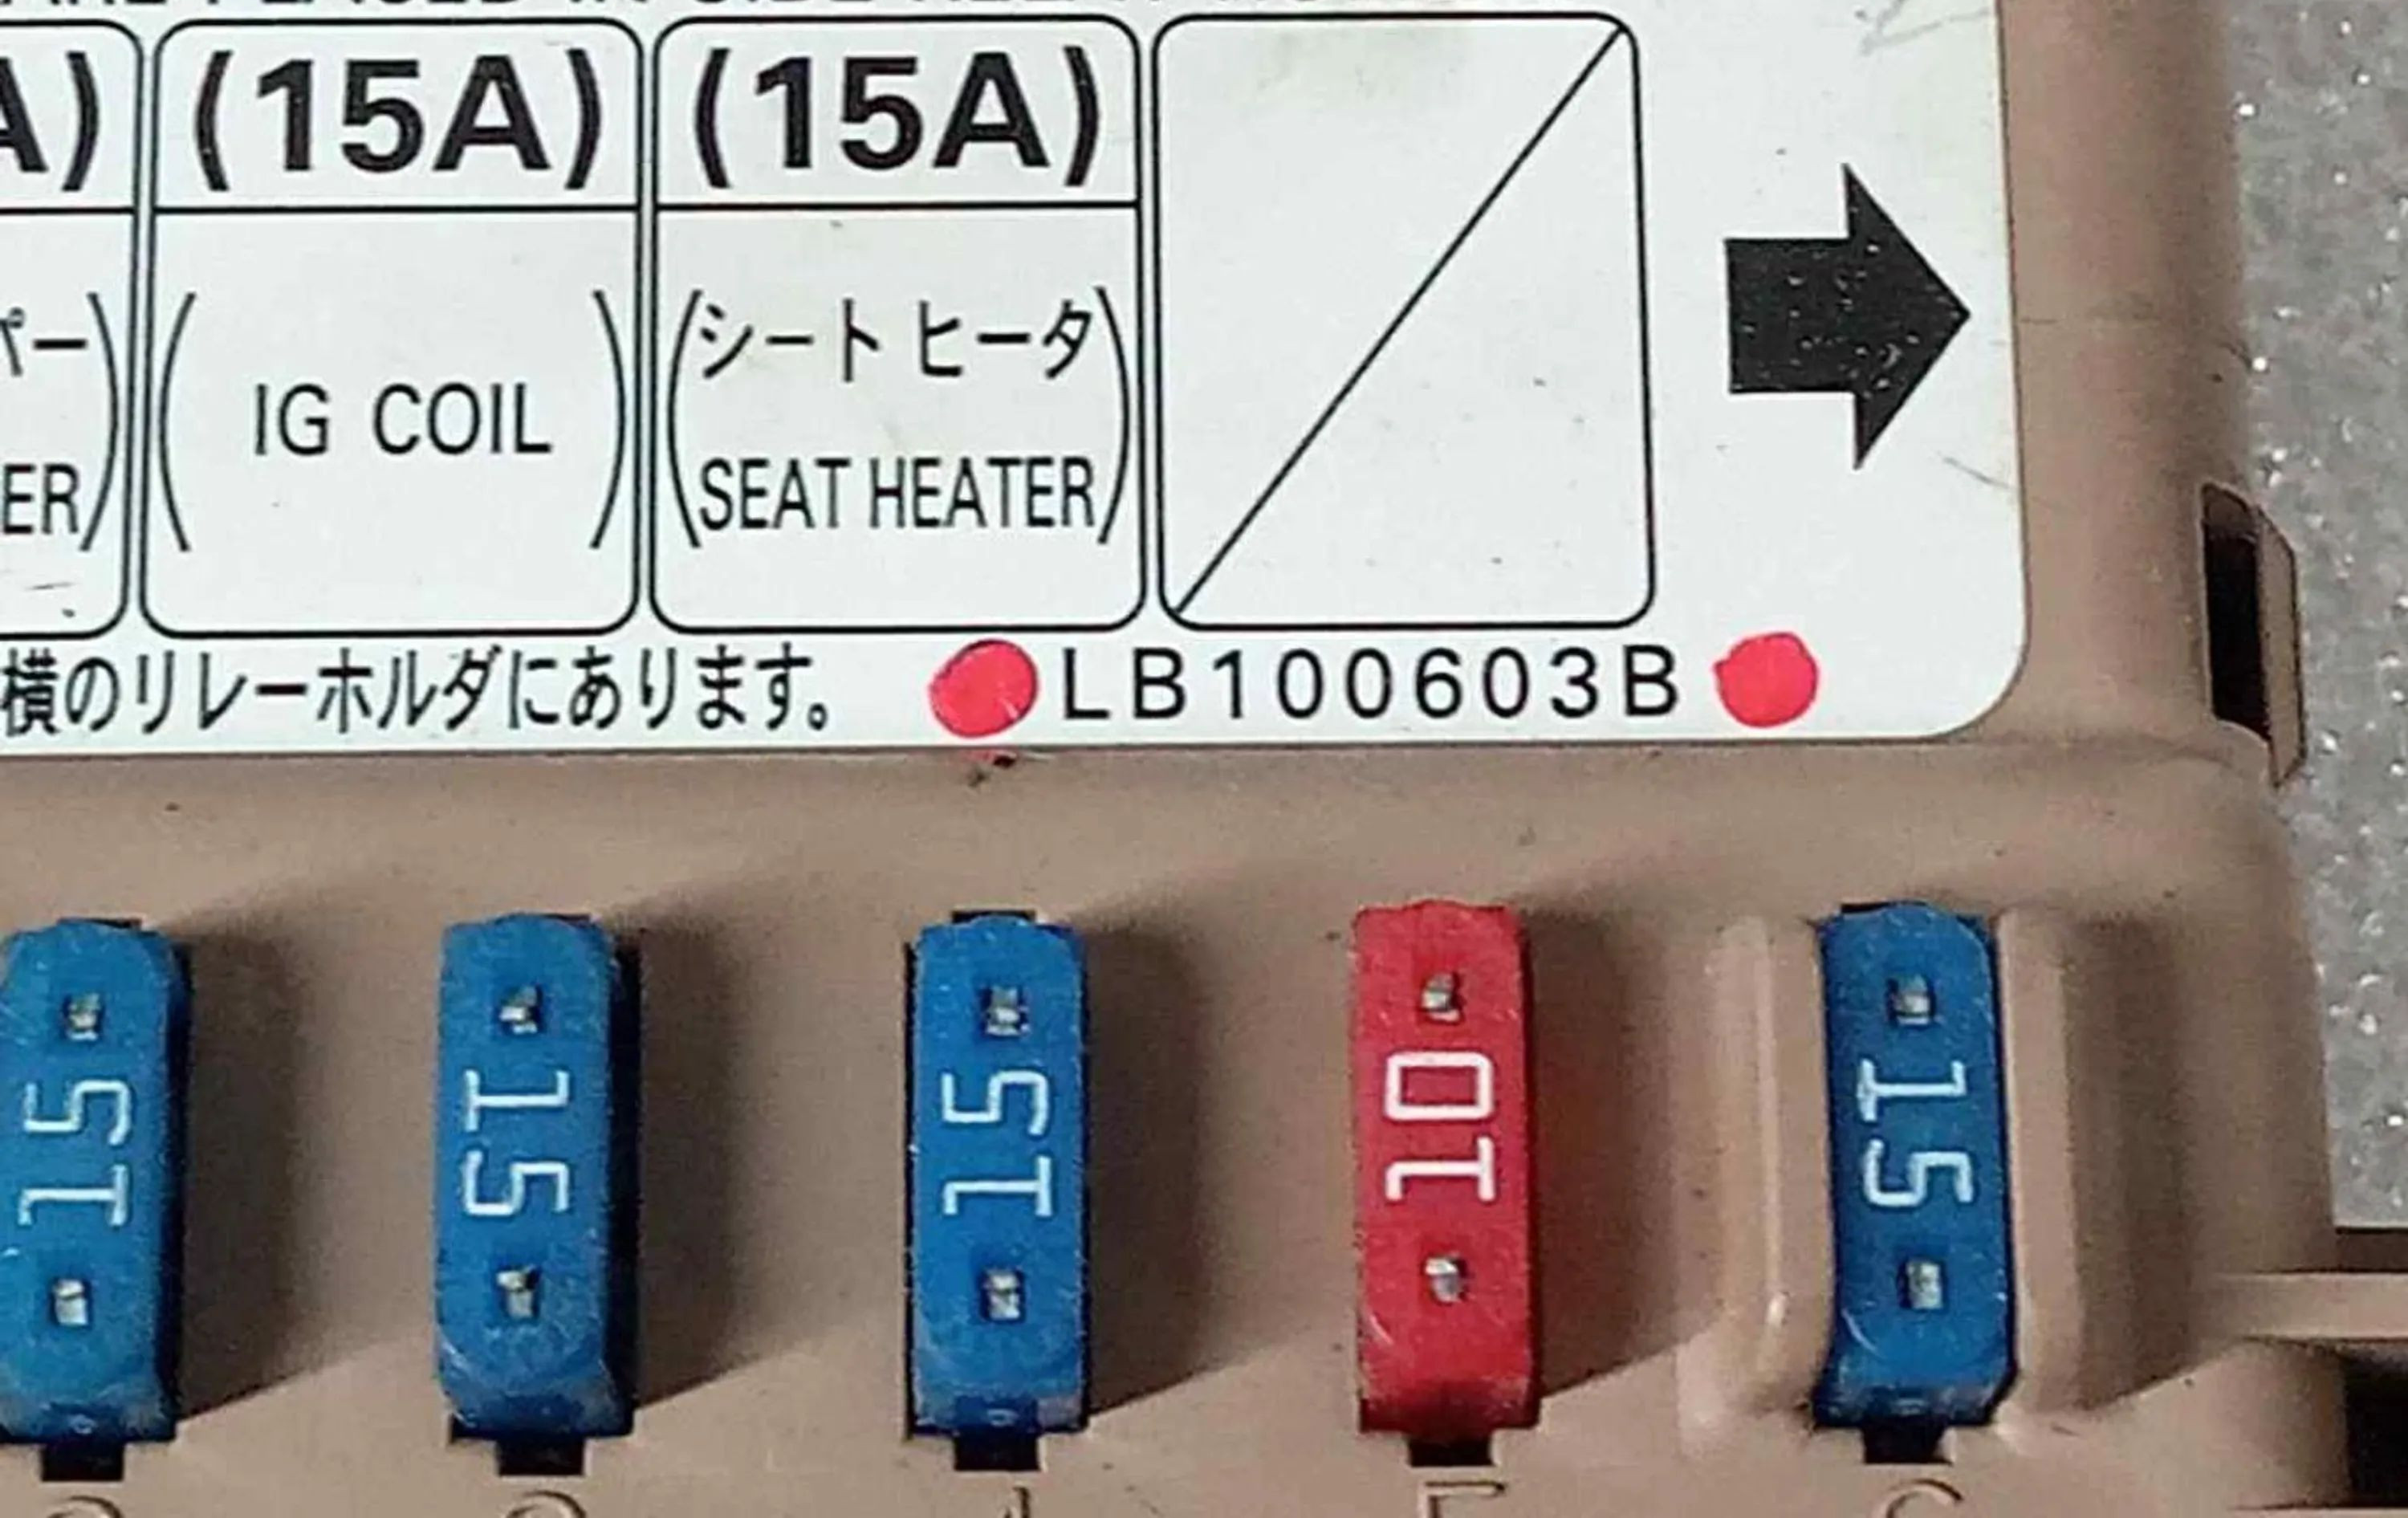 A)
(15A)
(15A)
パー
(IG COIL)
(シート ヒータ
ER)
SEAT HEATER)
横のリレーホルダにあります。
LB100603B
15
15
15
10
15